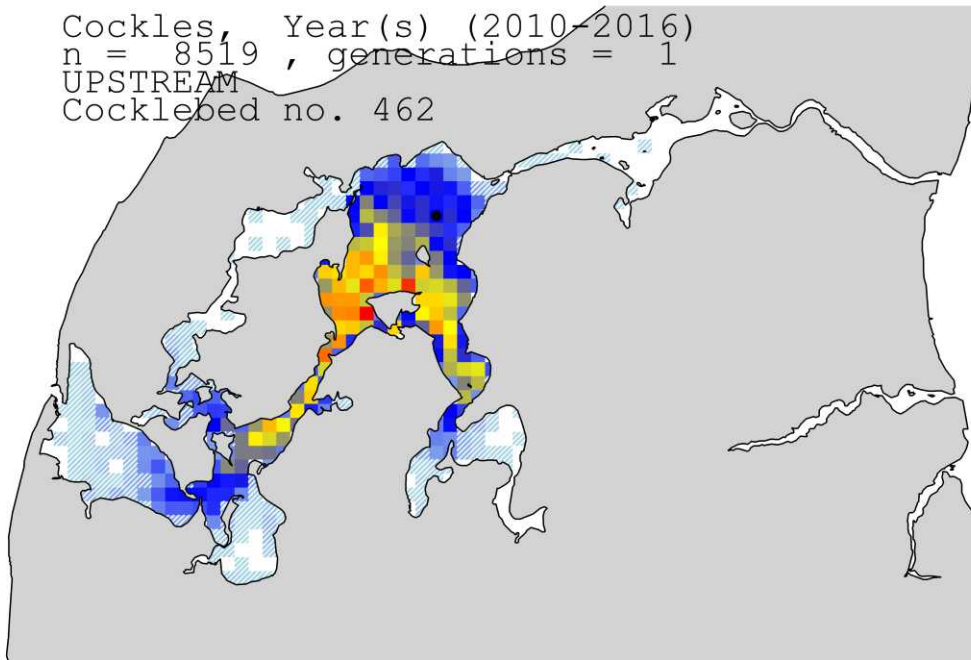 Cockles, Year(s) (2010-2016)
n = 8519 , generations = 1
UPSTREAM
Cocklebed no. 462